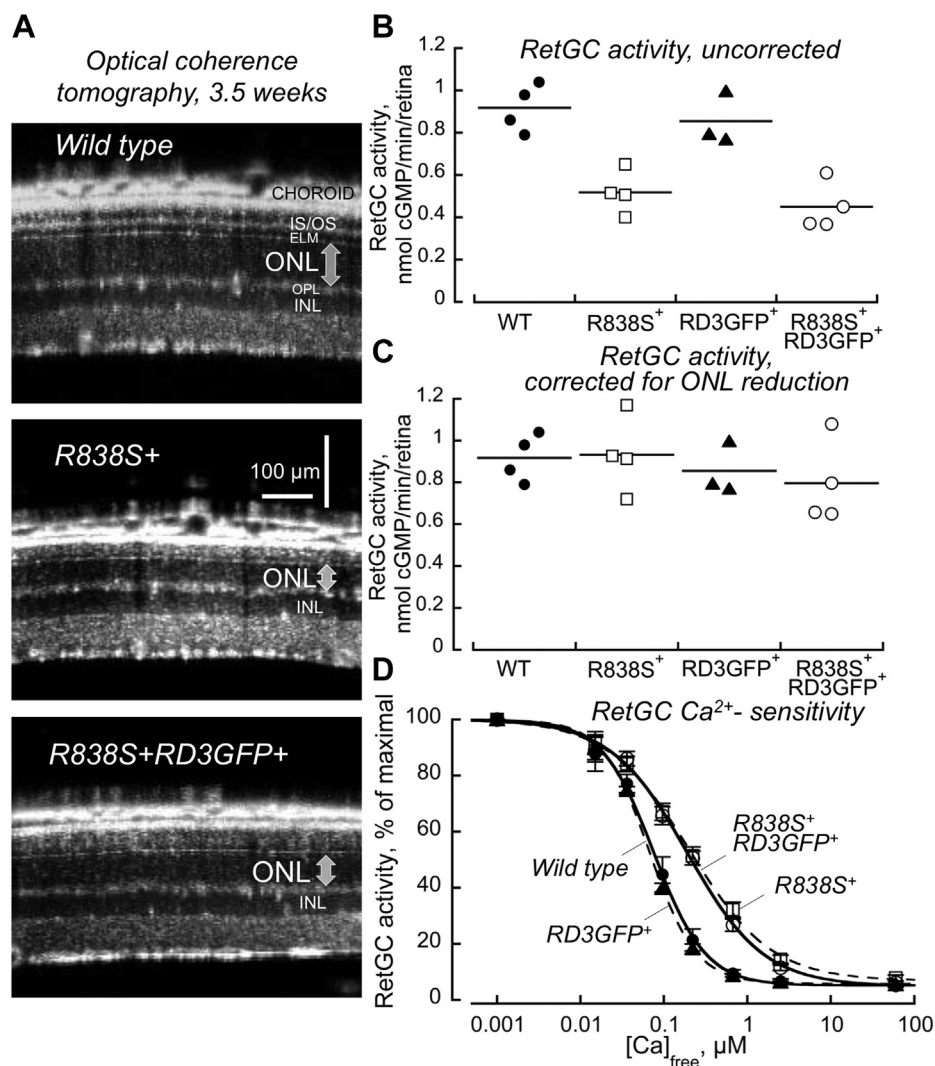 A
Optical coherence
tomography, 3.5 weeks
Wild type
CHOROID
IS/OS
ELM
ONL
OPL
INL
R838S+
100 µm
ONL
INL
R838S+RD3GFP+
ONL
INL
B
RetGC activity, uncorrected
RetGC activity,
nmol cGMP/min/retina
1.2
1
0.8
0.6
0.4
0.2
0
WT
R838S⁺
RD3GFP⁺
R838S⁺
RD3GFP⁺
C
RetGC activity,
corrected for ONL reduction
RetGC activity,
nmol cGMP/min/retina
1.2
1
0.8
0.6
0.4
0.2
0
WT
R838S⁺
RD3GFP⁺
R838S⁺
RD3GFP⁺
D
RetGC Ca²⁺- sensitivity
RetGC activity, % of maximal
100
80
60
40
20
0
Wild type
RD3GFP⁺
R838S⁺
RD3GFP⁺
R838S⁺
0.001
0.01
0.1
1
10
100
[Ca]free, µM